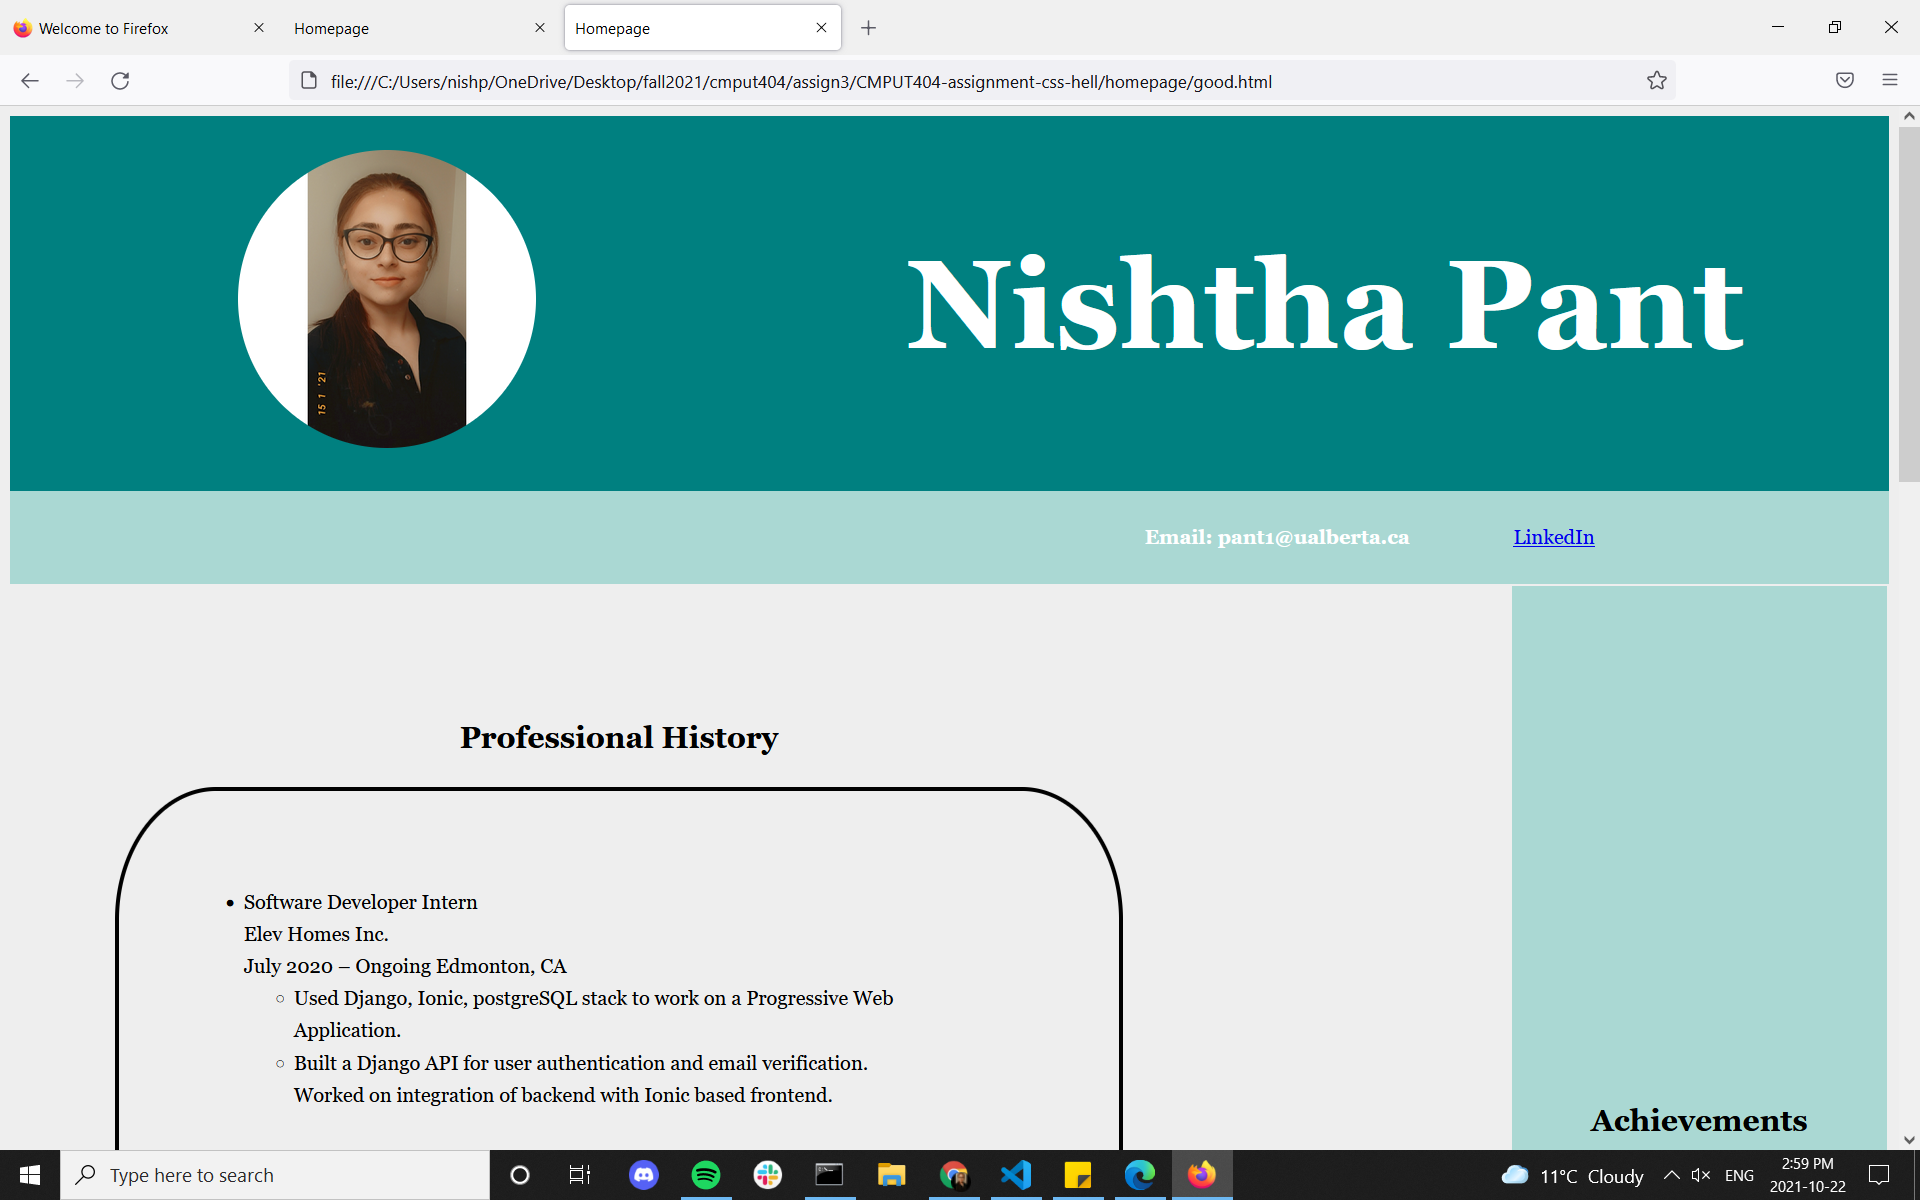 Welcome to Firefox
Homepage
Homepage
file:///C:/Users/nishp/OneDrive/Desktop/fall2021/cmput404/assign3/CMPUT404-assignment-css-hell/homepage/good.html
15 1 '21
Nishtha Pant
Email: pant1@ualberta.ca
LinkedIn
Professional History
Software Developer Intern
Elev Homes Inc.
July 2020 – Ongoing Edmonton, CA
Used Django, Ionic, postgreSQL stack to work on a Progressive Web
Application.
Built a Django API for user authentication and email verification.
Worked on integration of backend with Ionic based frontend.
Achievements
Type here to search
11°C Cloudy
ENG
2:59 PM
2021-10-22